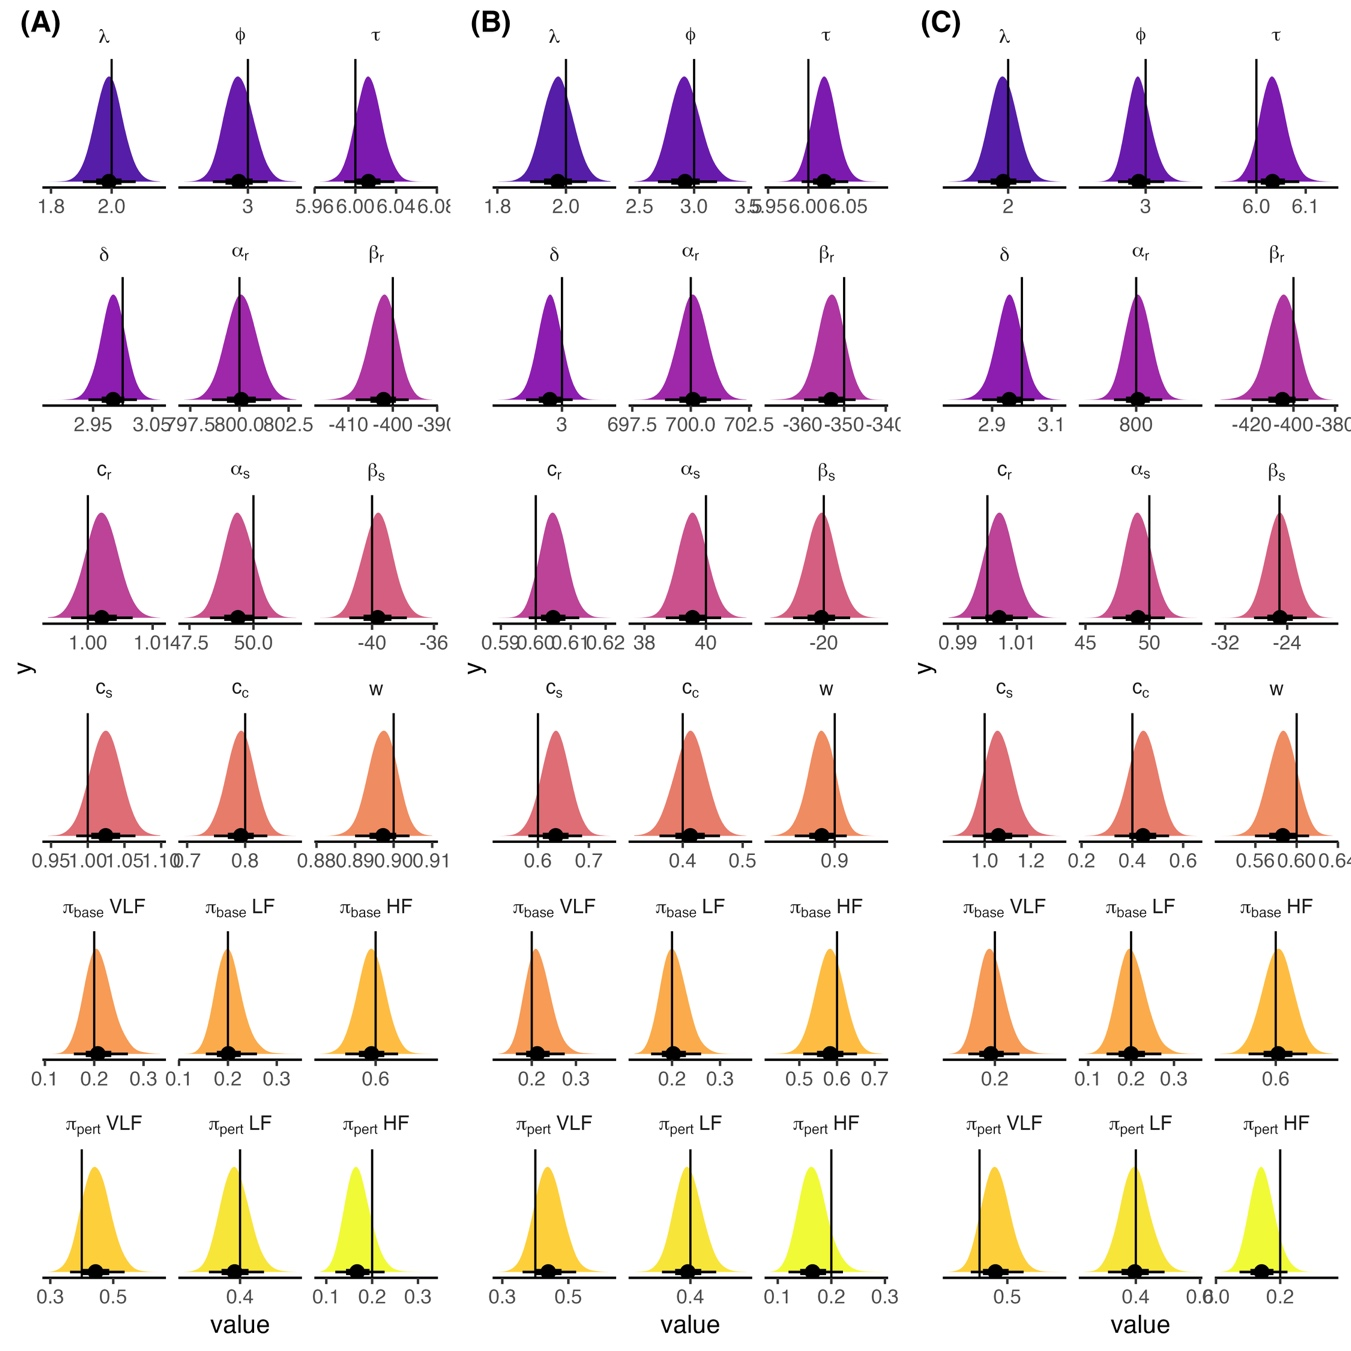 (A) (B) (C)
λ ϕ τ λ ϕ τ λ ϕ τ
1.8 2.0 3 5.96 6.00 6.04 6.08 1.8 2.0 2.5 3.0 3.5 5.95 6.00 6.05 2 3 6.0 6.1
δ αr βr δ αr βr δ αr βr
2.95 3.05 797.5 800.0 802.5 -410 -400 -390 3 697.5 700.0 702.5 -360 -350 -340 2.9 3.1 800 -420 -400 -380
cr αs βs cr αs βs cr αs βs
1.00 1.01 47.5 50.0 -40 -36 0.59 0.60 0.61 0.62 38 40 -20 0.99 1.01 45 50 -32 -24
y y y
cs cc w cs cc w cs cc w
0.95 1.00 1.05 1.10 0.7 0.8 0.88 0.89 0.90 0.91 0.6 0.7 0.4 0.5 0.9 1.0 1.2 0.2 0.4 0.6 0.56 0.60 0.64
πbase VLF πbase LF πbase HF πbase VLF πbase LF πbase HF πbase VLF πbase LF πbase HF
0.1 0.2 0.3 0.1 0.2 0.3 0.6 0.2 0.3 0.2 0.3 0.5 0.6 0.7 0.2 0.1 0.2 0.3 0.6
πpert VLF πpert LF πpert HF πpert VLF πpert LF πpert HF πpert VLF πpert LF πpert HF
0.3 0.5 0.4 0.1 0.2 0.3 0.3 0.5 0.4 0.1 0.2 0.3 0.5 0.4 0.6 0.0 0.2
value value value